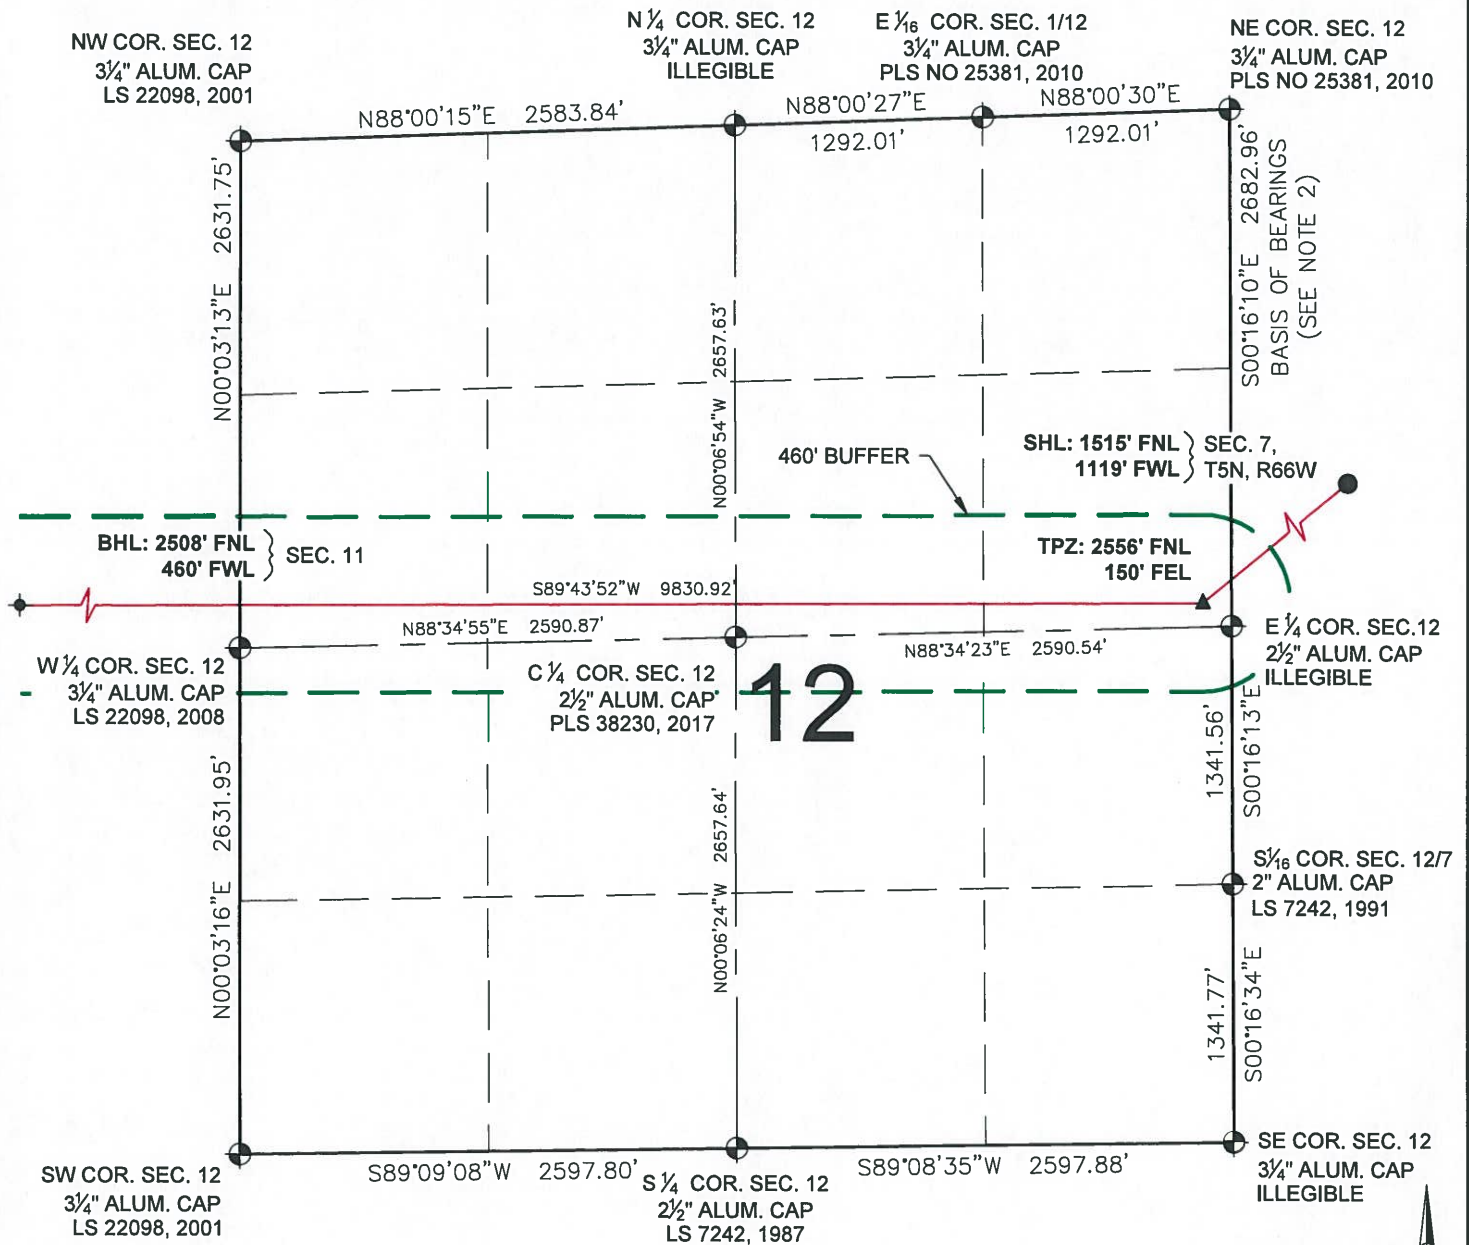 NW COR. SEC. 12
3¼" ALUM. CAP
LS 22098, 2001
N ¼ COR. SEC. 12
3¼" ALUM. CAP
ILLEGIBLE
E 1⁄16 COR. SEC. 1/12
3¼" ALUM. CAP
PLS NO 25381, 2010
NE COR. SEC. 12
3¼" ALUM. CAP
PLS NO 25381, 2010
N88°00'15"E 2583.84'
N88°00'27"E
1292.01'
N88°00'30"E
1292.01'
N00°03'13"E 2631.75'
N00°06'54"W 2657.63'
S00°16'10"E 2682.96'
BASIS OF BEARINGS
(SEE NOTE 2)
460' BUFFER
SHL: 1515' FNL
1119' FWL
SEC. 7,
T5N, R66W
BHL: 2508' FNL
460' FWL
SEC. 11
TPZ: 2556' FNL
150' FEL
S89°43'52"W 9830.92'
N88°34'55"E 2590.87'
N88°34'23"E 2590.54'
W ¼ COR. SEC. 12
3¼" ALUM. CAP
LS 22098, 2008
C ¼ COR. SEC. 12
2½" ALUM. CAP
PLS 38230, 2017
12
E ¼ COR. SEC.12
2½" ALUM. CAP
ILLEGIBLE
N00°03'16"E 2631.95'
N00°06'24"W 2657.64'
1341.56'
S00°16'13"E
S1⁄16 COR. SEC. 12/7
2" ALUM. CAP
LS 7242, 1991
1341.77'
S00°16'34"E
SW COR. SEC. 12
3¼" ALUM. CAP
LS 22098, 2001
S89°09'08"W 2597.80'
S ¼ COR. SEC. 12
2½" ALUM. CAP
LS 7242, 1987
S89°08'35"W 2597.88'
SE COR. SEC. 12
3¼" ALUM. CAP
ILLEGIBLE